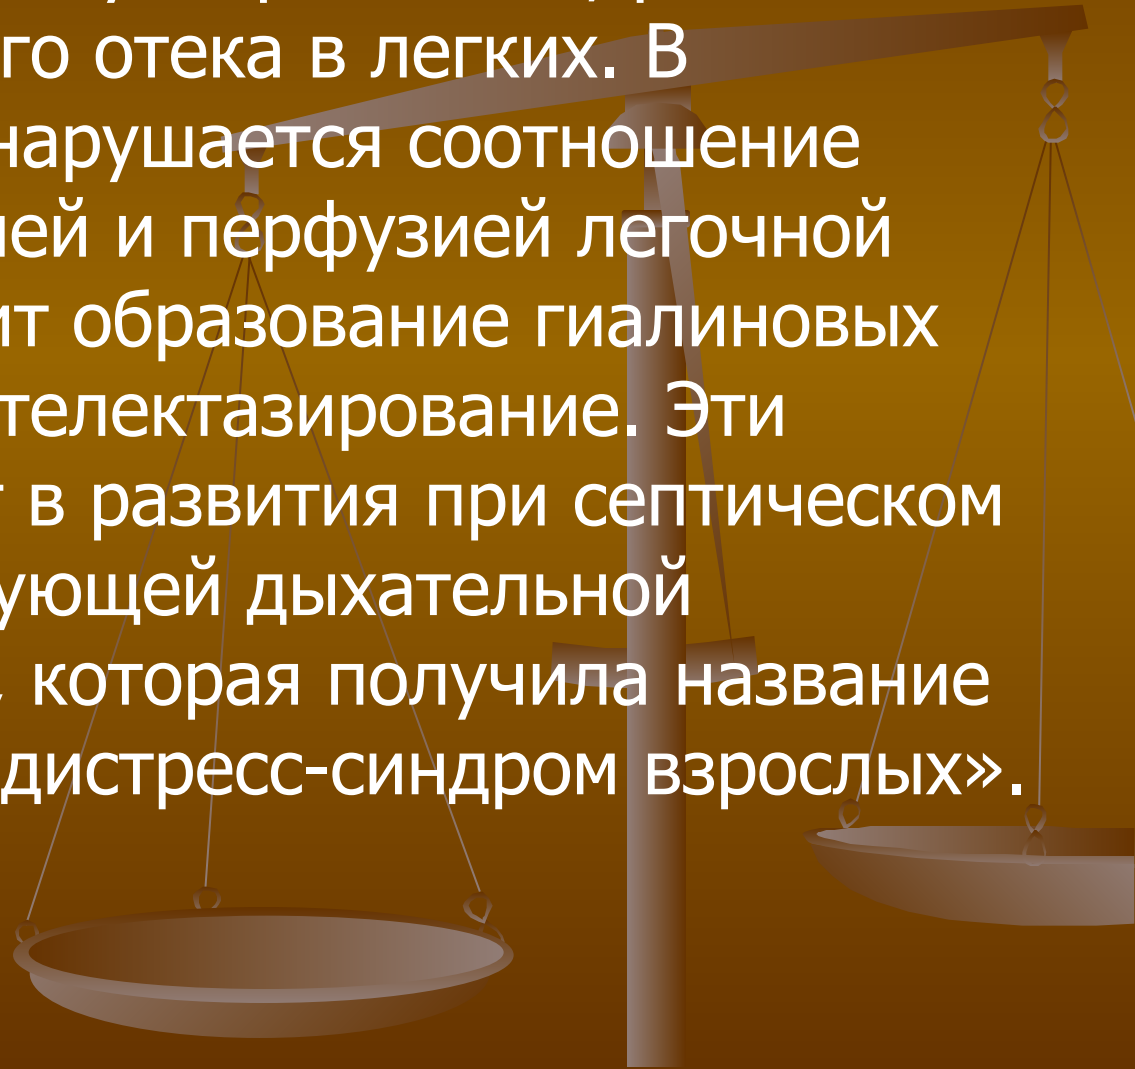 го отека в легких. В
нарушается соотношение
ей и перфузией легочной
ит образование гиалиновых
телектазирование. Эти
в развития при септическом
ующей дыхательной
, которая получила название
дистресс-синдром взрослых».